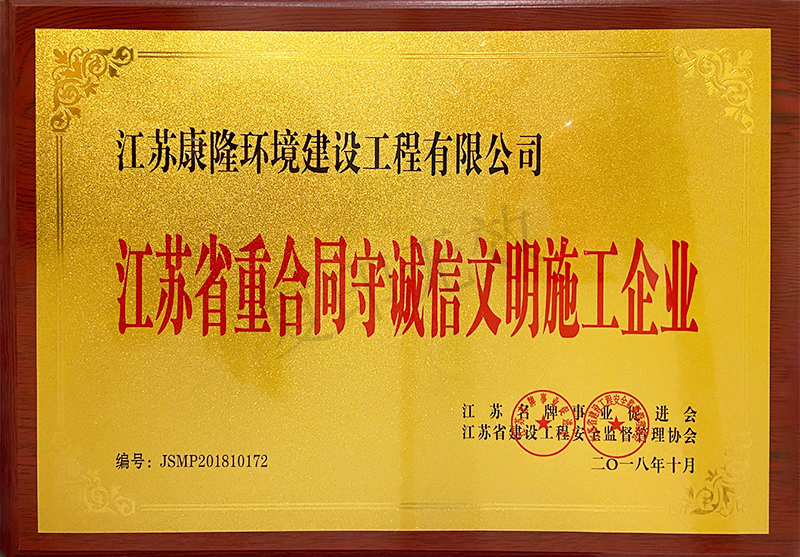 江苏康隆环境建设工程有限公司
江苏省重合同守诚信文明施工企业
江苏名牌事业促进会
江苏省建设工程安全监督管理协会
编号：JSMP201810172
二〇一八年十月